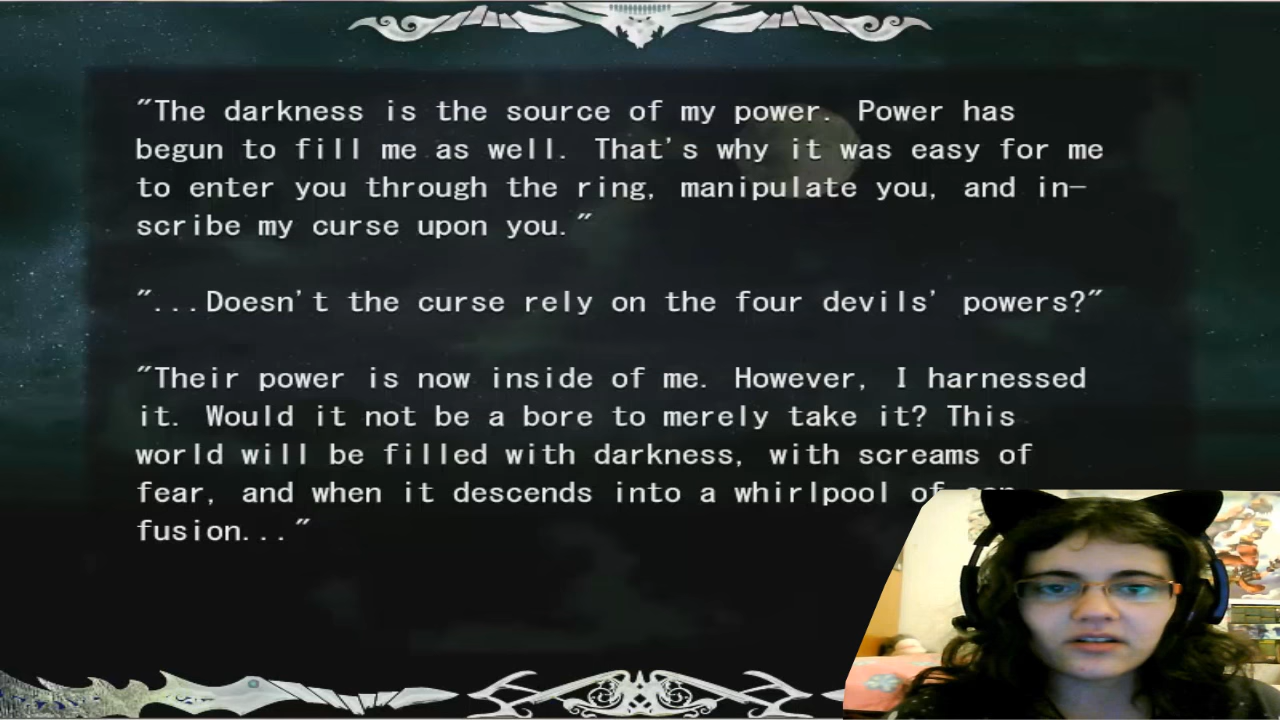 "The darkness is the source of my power. Power has
begun to fill me as well. That's why it was easy for me
to enter you through the ring, manipulate you, and in-
scribe my curse upon you."
"...Doesn't the curse rely on the four devils' powers?"
"Their power is now inside of me. However, I harnessed
it. Would it not be a bore to merely take it? This
world will be filled with darkness, with screams of
fear, and when it descends into a whirlpool of con
fusion..."